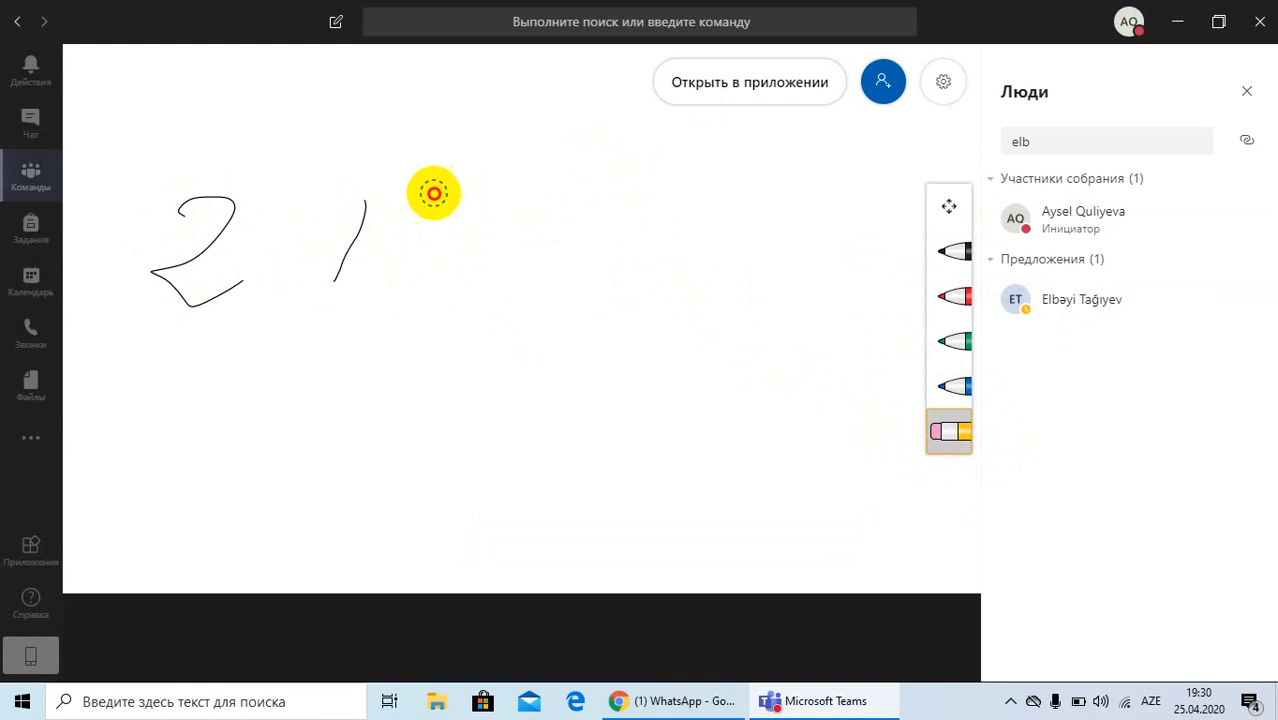 Выполните поиск или введите команду
AQ
Действия
Чат
Команды
Задания
Календарь
Звонки
Файлы
Приложения
Справка
Открыть в приложении
2 1
Люди
elb
Участники собрания (1)
AQ
Aysel Quliyeva
Инициатор
Предложения (1)
ET
Elbəyi Tağıyev
Введите здесь текст для поиска
(1) WhatsApp - Go...
Microsoft Teams
AZE
19:30
25.04.2020
4